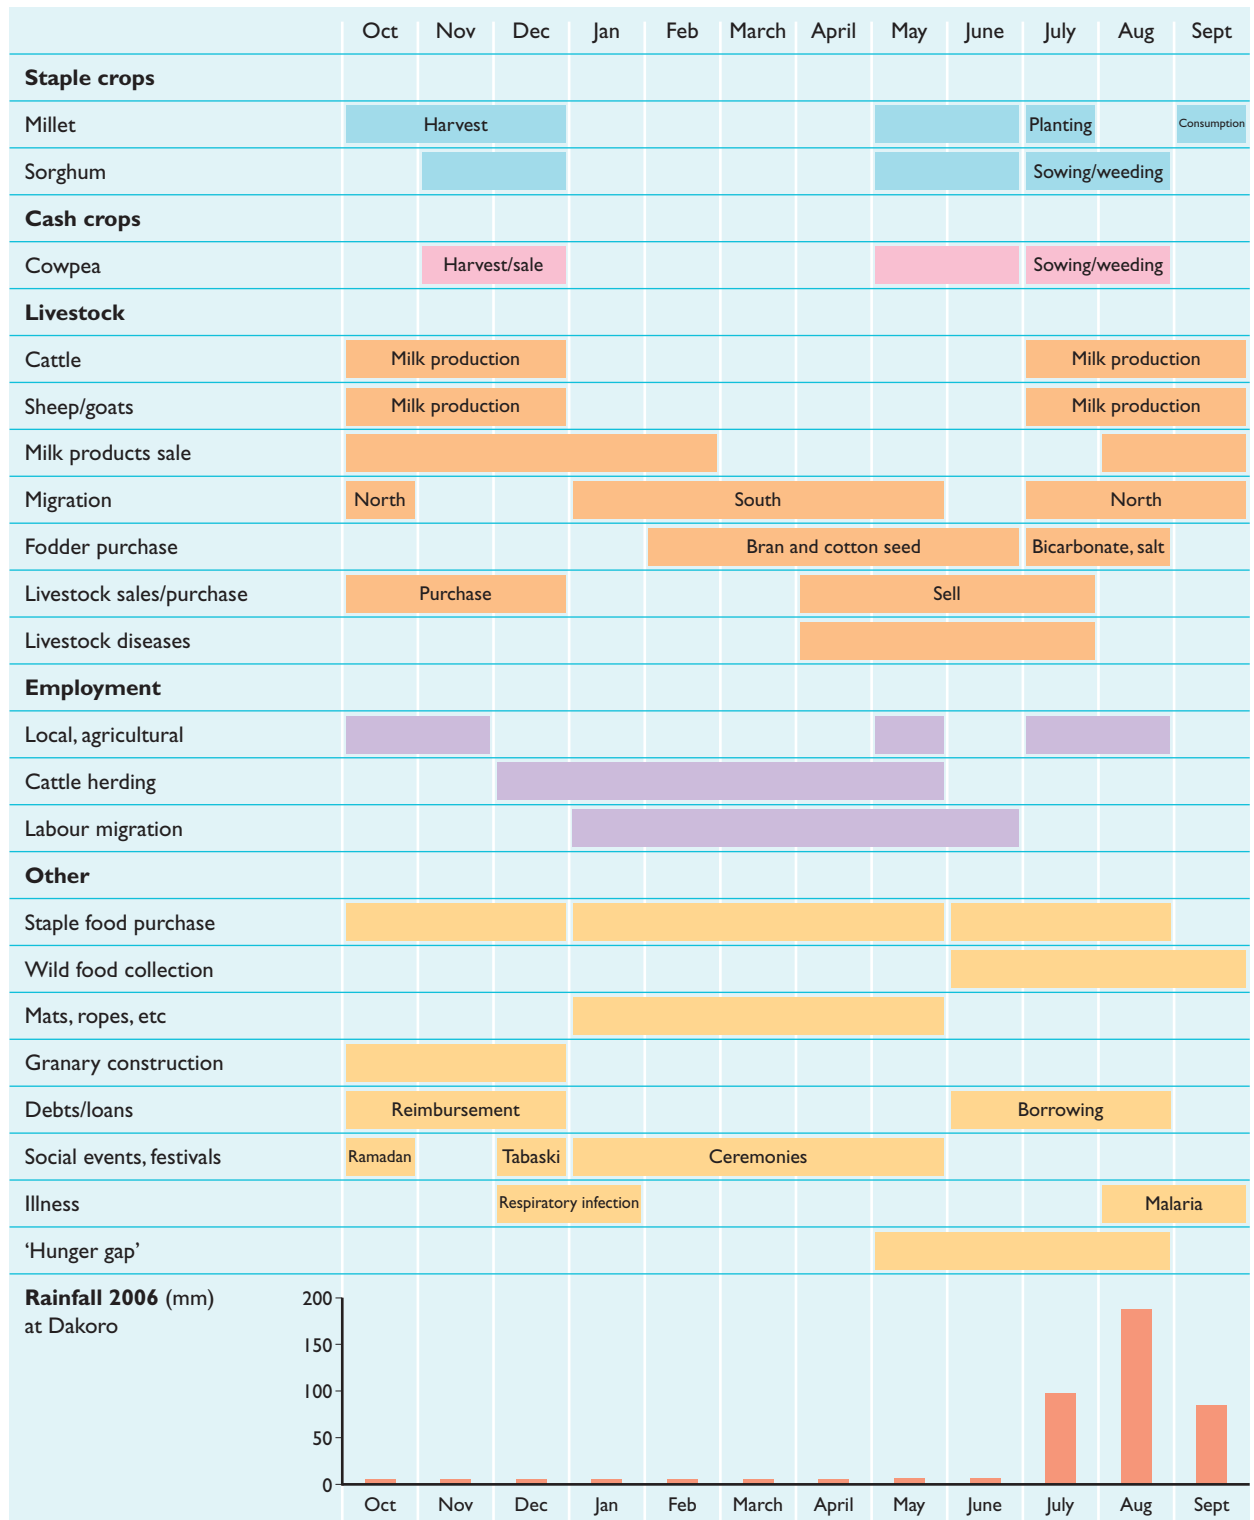 Oct Nov Dec Jan Feb March April May June July Aug Sept
Staple crops
Millet Harvest Planting Consumption
Sorghum Sowing/weeding
Cash crops
Cowpea Harvest/sale Sowing/weeding
Livestock
Cattle Milk production Milk production
Sheep/goats Milk production Milk production
Milk products sale
Migration North South North
Fodder purchase Bran and cotton seed Bicarbonate, salt
Livestock sales/purchase Purchase Sell
Livestock diseases
Employment
Local, agricultural
Cattle herding
Labour migration
Other
Staple food purchase
Wild food collection
Mats, ropes, etc
Granary construction
Debts/loans Reimbursement Borrowing
Social events, festivals Ramadan Tabaski Ceremonies
Illness Respiratory infection Malaria
‘Hunger gap’
Rainfall 2006 (mm)
at Dakoro
200
150
100
50
0
Oct Nov Dec Jan Feb March April May June July Aug Sept